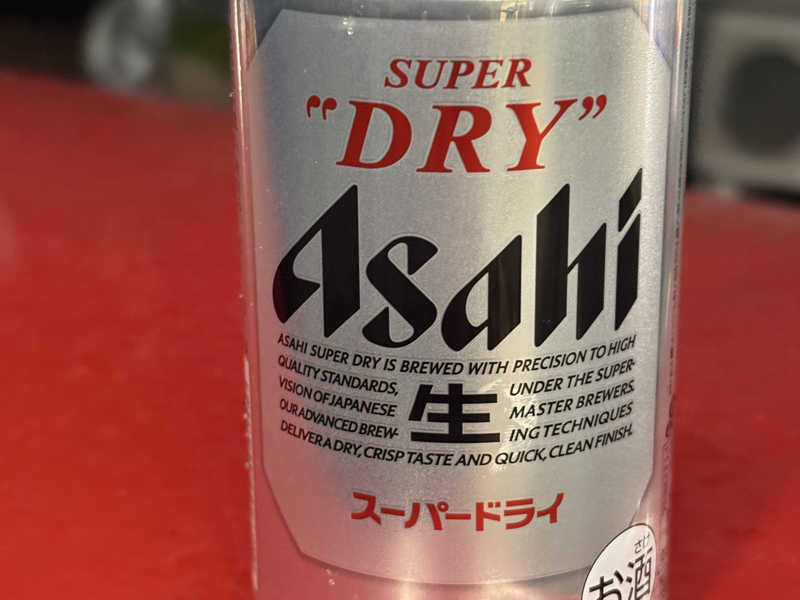 SUPER
"DRY"
Asahi
ASAHI SUPER DRY IS BREWED WITH PRECISION TO HIGH
QUALITY STANDARDS, UNDER THE SUPER-
VISION OF JAPANESE MASTER BREWERS.
OUR ADVANCED BREW- ING TECHNIQUES
DELIVER A DRY, CRISP TASTE AND QUICK, CLEAN FINISH.
生
スーパードライ
さけ
お酒